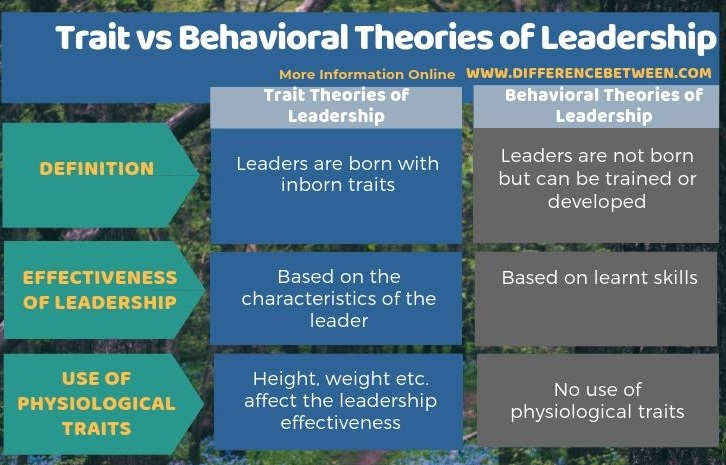 Trait vs Behavioral Theories of Leadership
More Information Online WWW.DIFFERENCEBETWEEN.COM
Trait Theories of
Leadership
Behavioral Theories of
Leadership
DEFINITION
Leaders are born with
inborn traits
Leaders are not born
but can be trained or
developed
EFFECTIVENESS
OF LEADERSHIP
Based on the
characteristics of the
leader
Based on learnt skills
USE OF
PHYSIOLOGICAL
TRAITS
Height, weight etc.
affect the leadership
effectiveness
No use of
physiological traits